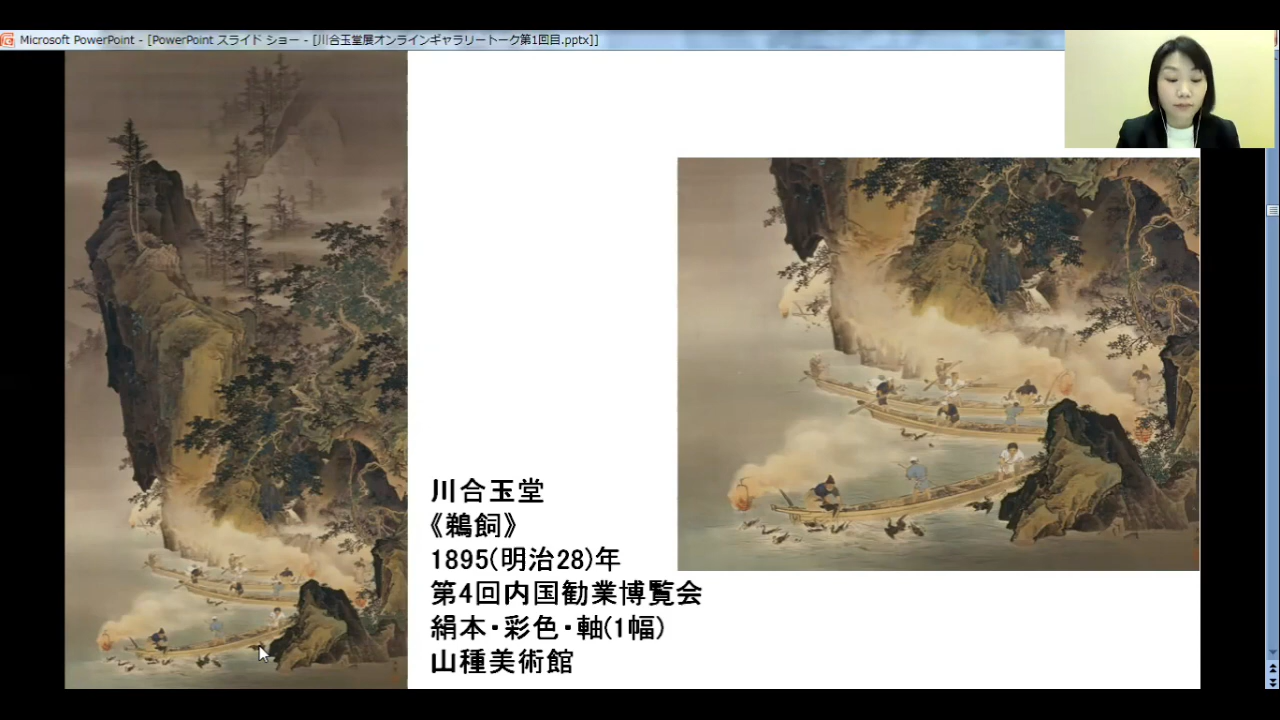 Microsoft PowerPoint - [PowerPoint スライド ショー - [川合玉堂展オンラインギャラリートーク第1回目.pptx]]
川合玉堂
《鵜飼》
1895(明治28)年
第4回内国勧業博覧会
絹本・彩色・軸(1幅)
山種美術館